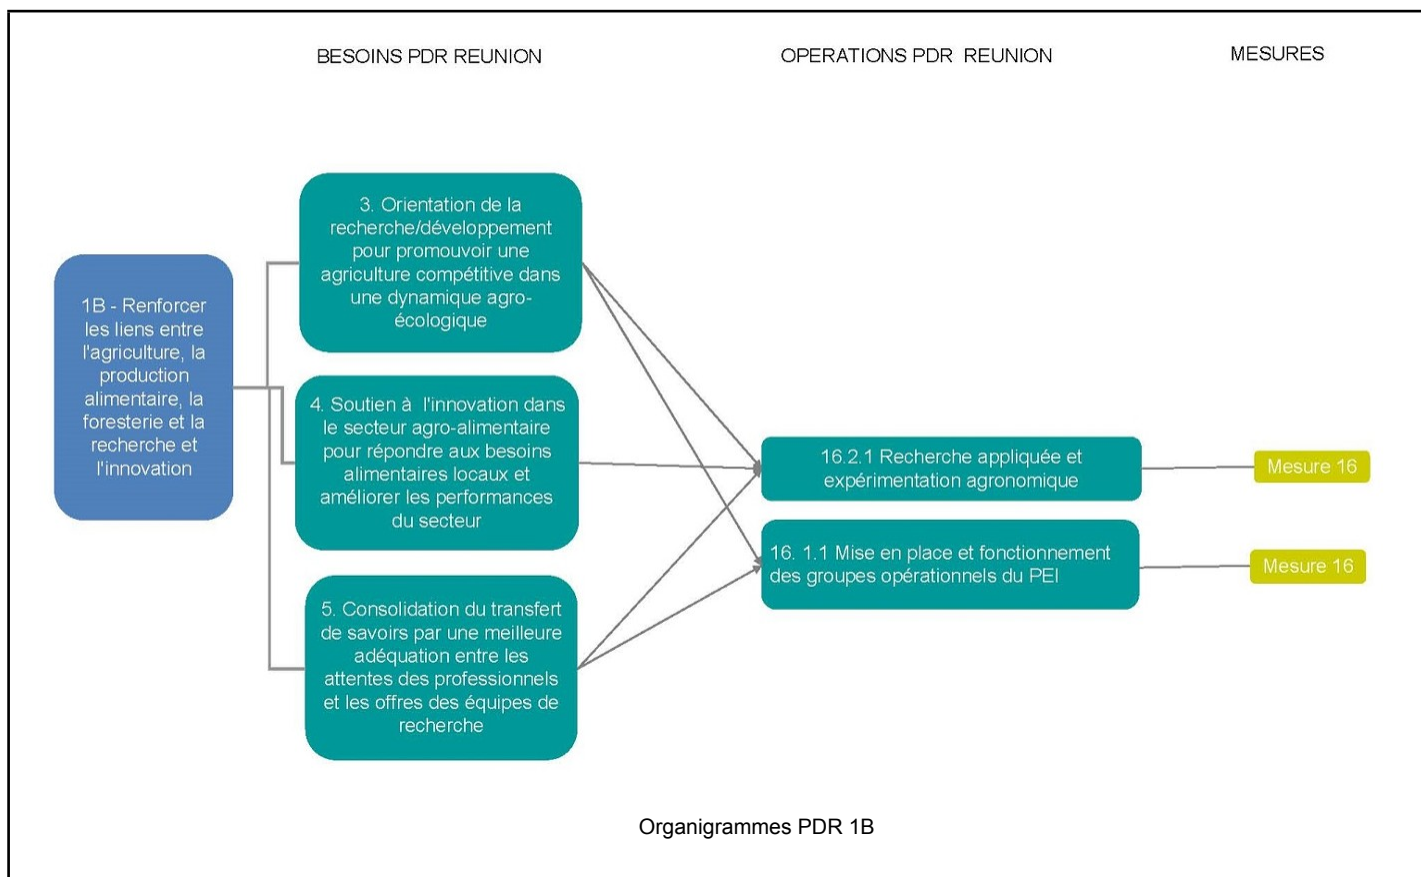 BESOINS PDR REUNION
OPERATIONS PDR  REUNION
MESURES
1B - Renforcer
les liens entre
l'agriculture, la
production
alimentaire, la
foresterie et la
recherche et
l'innovation
3. Orientation de la
recherche/développement
pour promouvoir une
agriculture compétitive dans
une dynamique agro-
écologique
4. Soutien à  l'innovation dans
le secteur agro-alimentaire
pour répondre aux besoins
alimentaires locaux et
améliorer les performances
du secteur
5. Consolidation du transfert
de savoirs par une meilleure
adéquation entre les
attentes des professionnels
et les offres des équipes de
recherche
16.2.1 Recherche appliquée et
expérimentation agronomique
16. 1.1 Mise en place et fonctionnement
des groupes opérationnels du PEI
Mesure 16
Mesure 16
Organigrammes PDR 1B